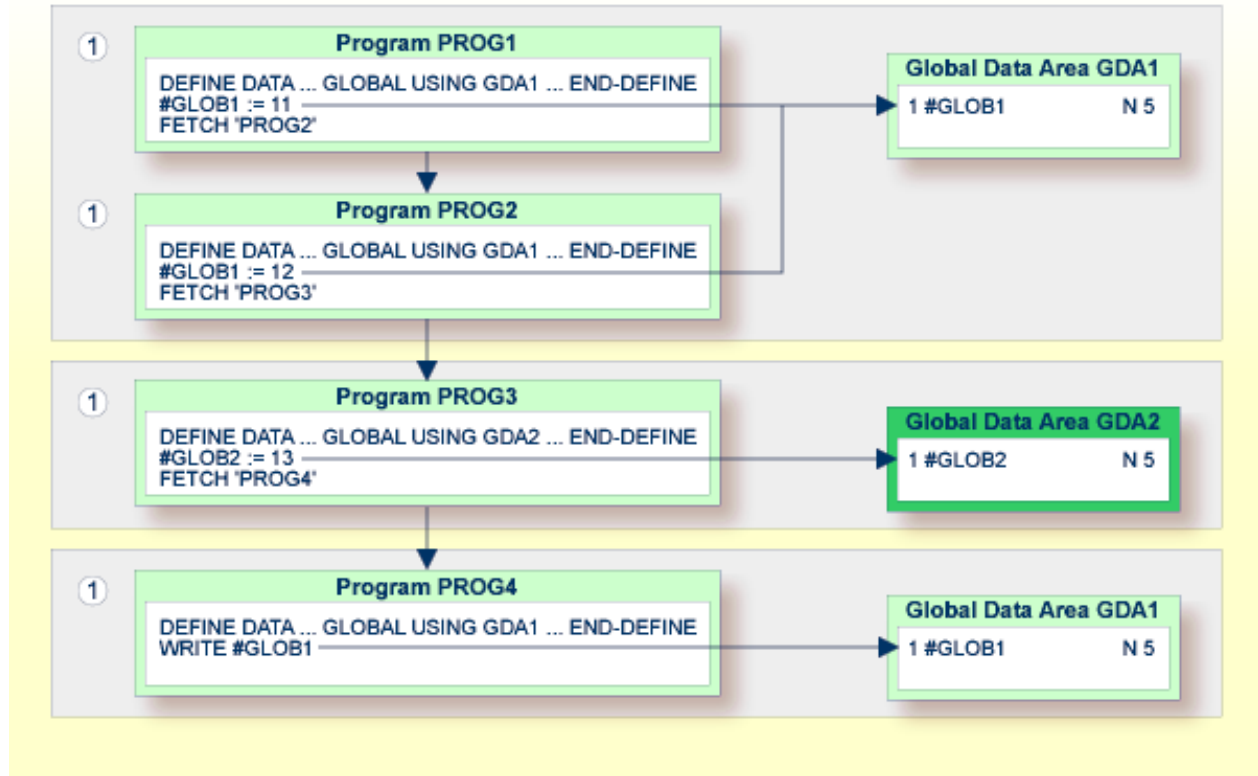 1
Program PROG1
DEFINE DATA ... GLOBAL USING GDA1 ... END-DEFINE
#GLOB1 := 11
FETCH 'PROG2'
Global Data Area GDA1
1 #GLOB1 N 5
1
Program PROG2
DEFINE DATA ... GLOBAL USING GDA1 ... END-DEFINE
#GLOB1 := 12
FETCH 'PROG3'
1
Program PROG3
DEFINE DATA ... GLOBAL USING GDA2 ... END-DEFINE
#GLOB2 := 13
FETCH 'PROG4'
Global Data Area GDA2
1 #GLOB2 N 5
1
Program PROG4
DEFINE DATA ... GLOBAL USING GDA1 ... END-DEFINE
WRITE #GLOB1
Global Data Area GDA1
1 #GLOB1 N 5